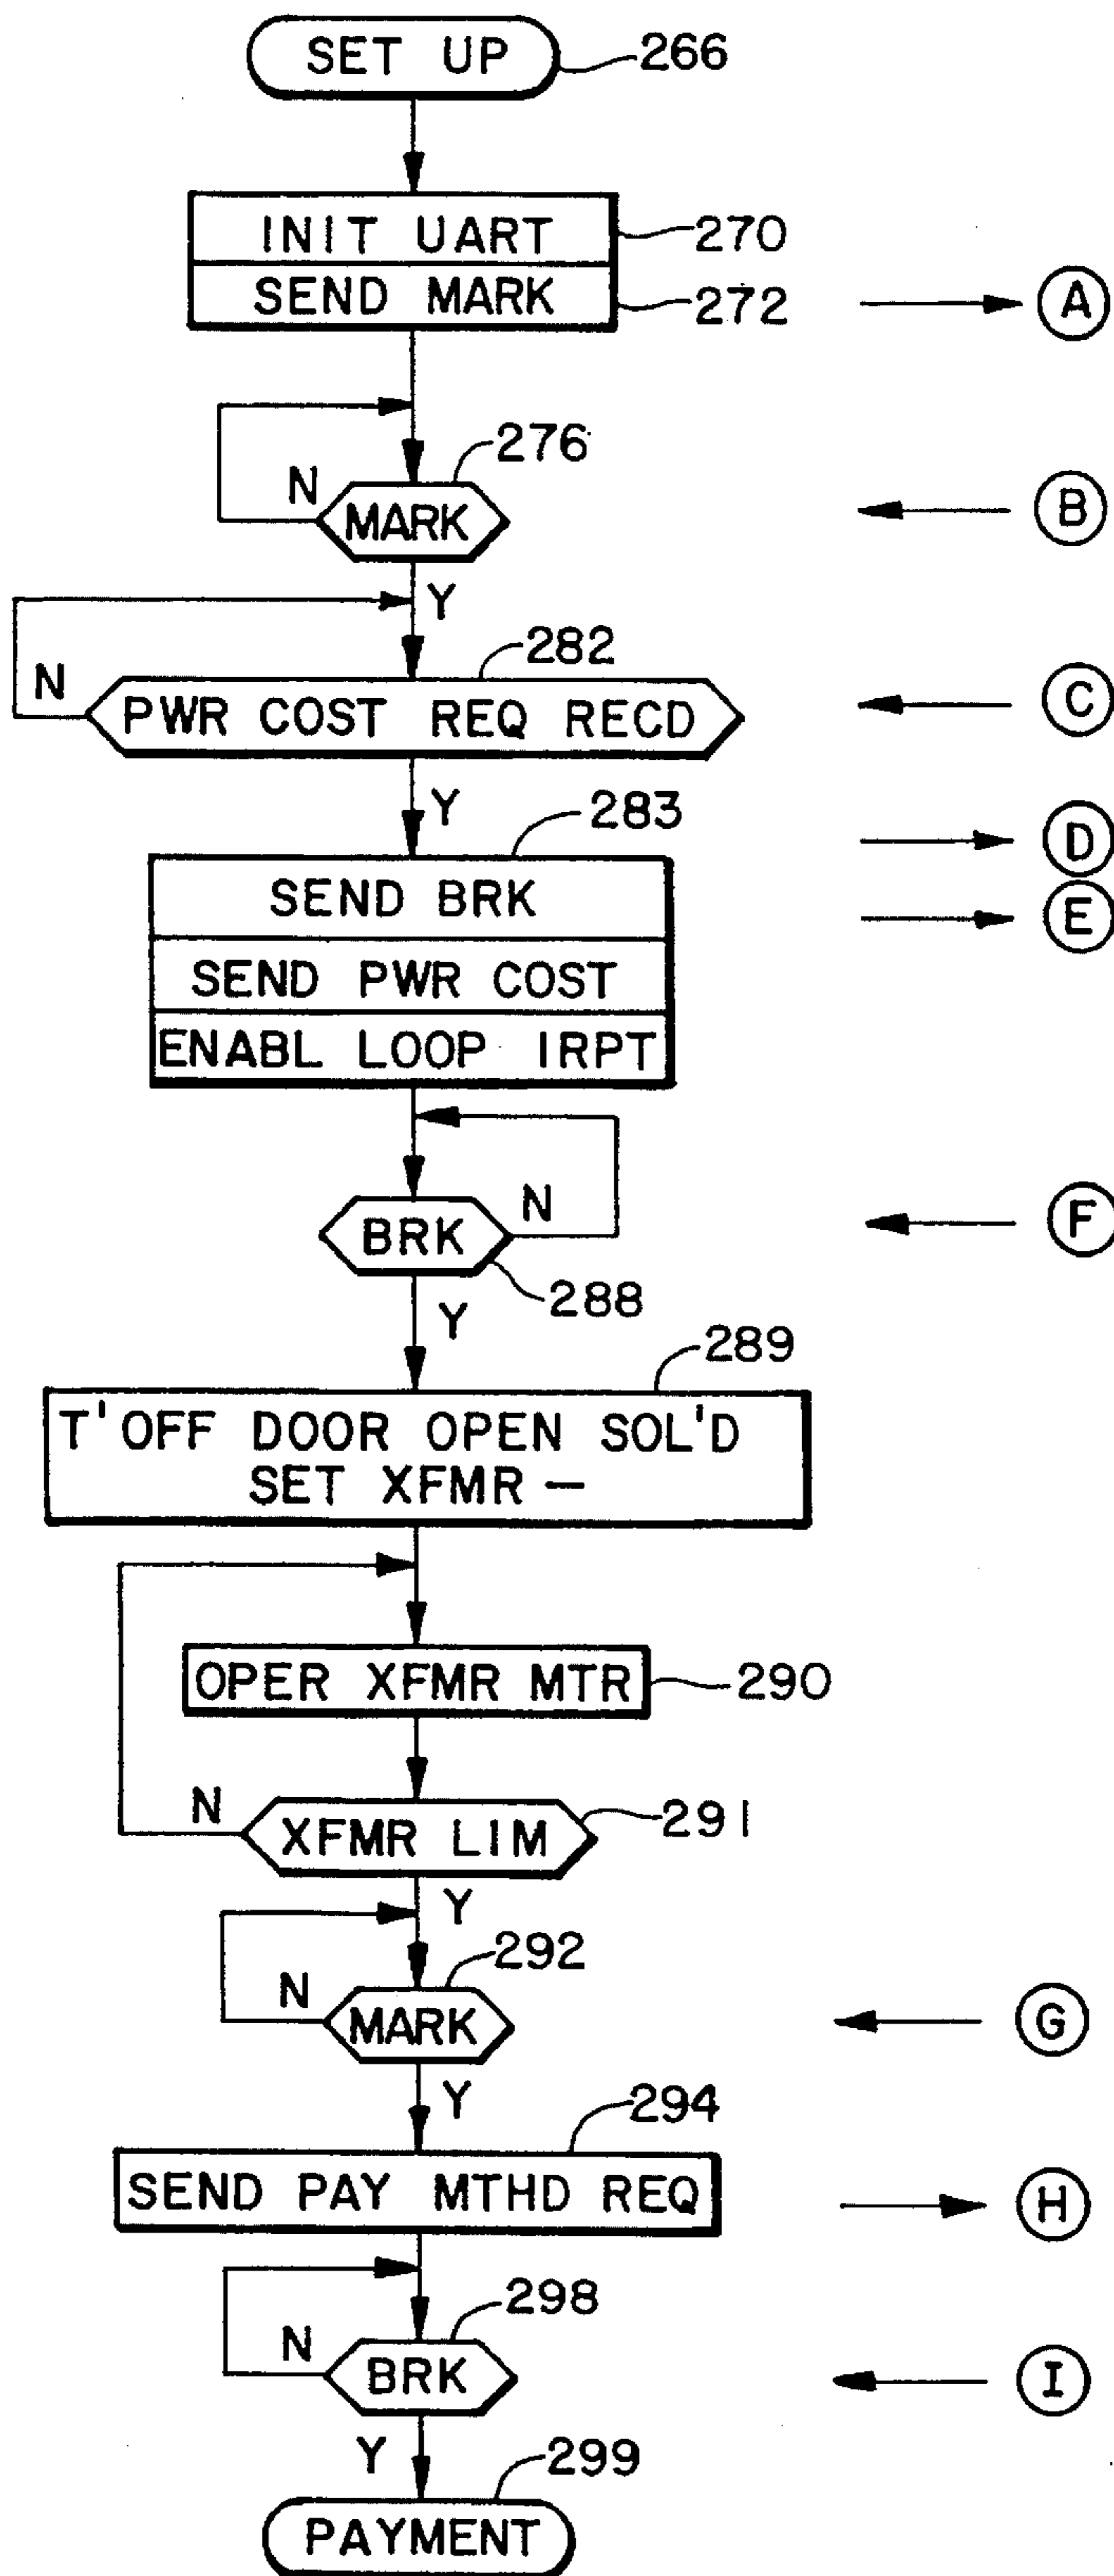 SET UP 266
INIT UART 270
SEND MARK 272 A
276
N MARK B
Y
282
N PWR COST REQ RECD C
Y D
283
SEND BRK E
SEND PWR COST
ENABL LOOP IRPT
BRK N F
288
Y
289
T'OFF DOOR OPEN SOL'D
SET XFMR –
OPER XFMR MTR 290
N XFMR LIM 291
Y
292
N MARK G
Y
294
SEND PAY MTHD REQ H
298
N BRK I
Y
299
PAYMENT